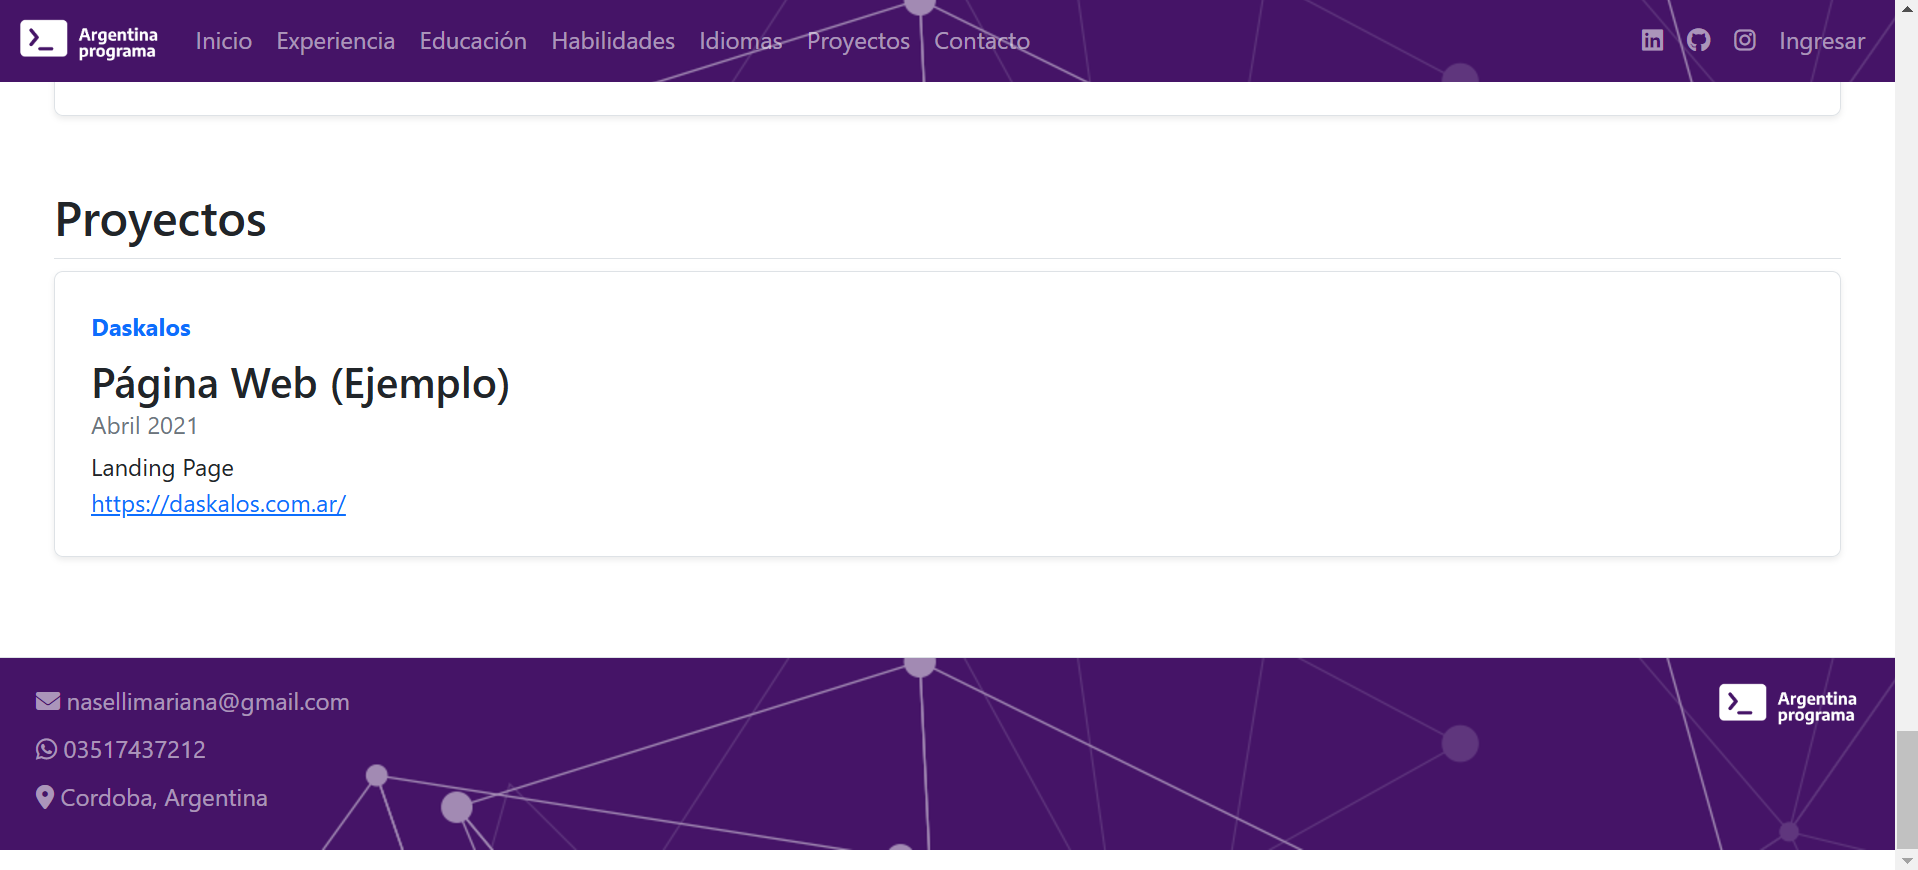 Argentina
programa
Inicio Experiencia Educación Habilidades Idiomas Proyectos Contacto Ingresar
Proyectos
Daskalos
Página Web (Ejemplo)
Abril 2021
Landing Page
https://daskalos.com.ar/
nasellimariana@gmail.com
03517437212
Cordoba, Argentina
Argentina
programa